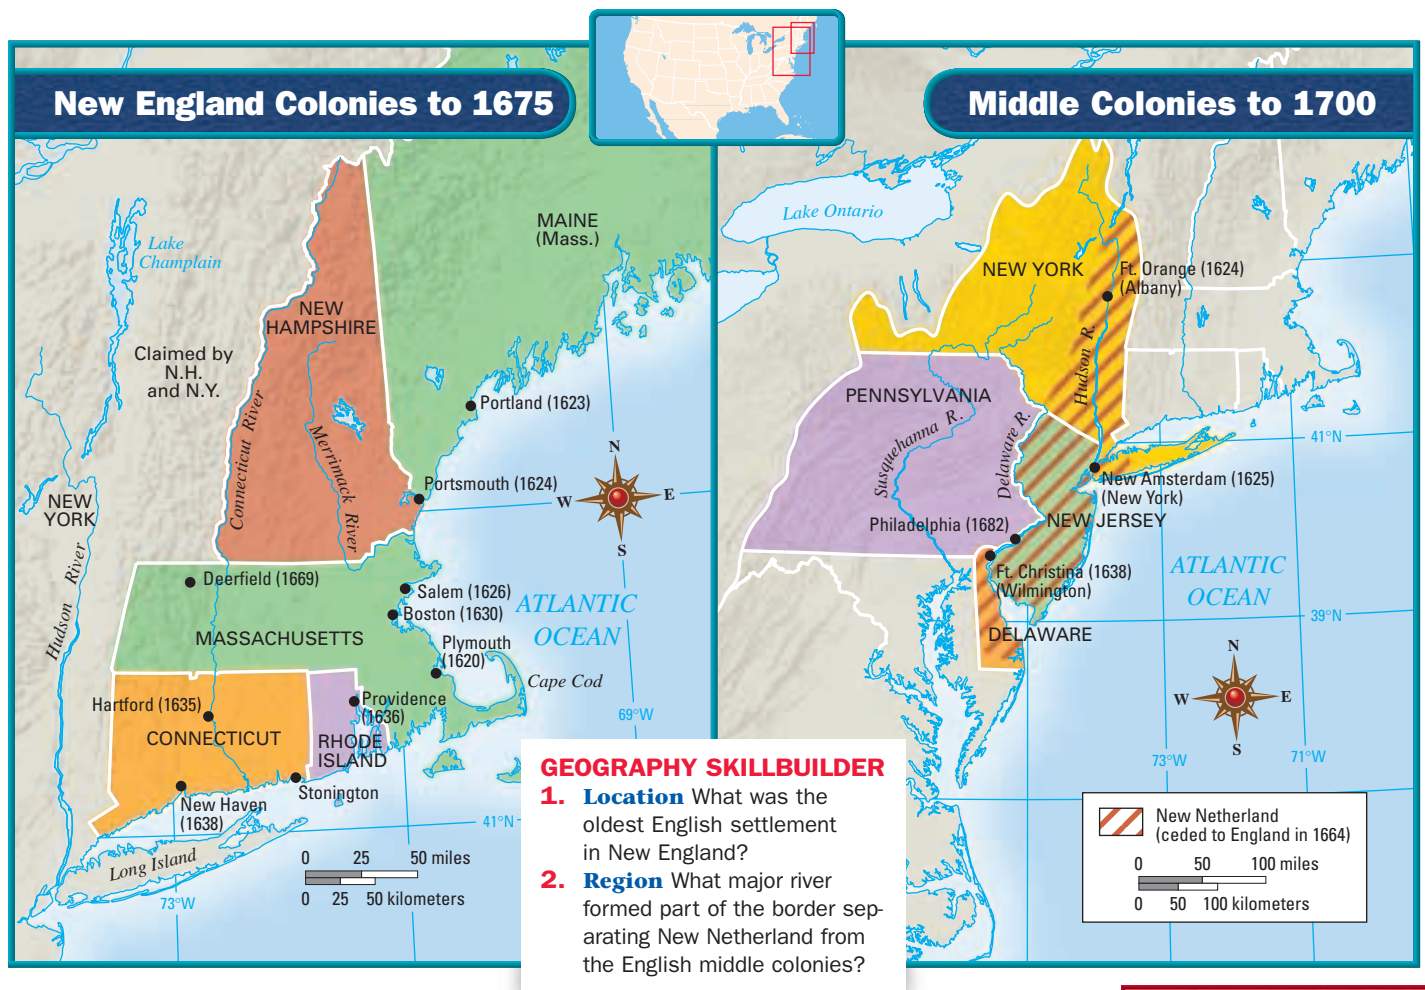 New England Colonies to 1675
Lake
Champlain
MAINE
(Mass.)
NEW
HAMPSHIRE
Claimed by
N.H.
and N.Y.
Connecticut River
Merrimack River
Portland (1623)
Portsmouth (1624)
N
W
E
S
NEW
YORK
Hudson River
Deerfield (1669)
Salem (1626)
Boston (1630)
ATLANTIC
OCEAN
MASSACHUSETTS
Plymouth
(1620)
Cape Cod
Hartford (1635)
Providence
(1636)
CONNECTICUT
RHODE
ISLAND
69°W
Stonington
New Haven
(1638)
41°N
Long Island
0 25 50 miles
0 25 50 kilometers
73°W
Middle Colonies to 1700
Lake Ontario
NEW YORK
Ft. Orange (1624)
(Albany)
Hudson R.
PENNSYLVANIA
Susquehanna R.
Delaware R.
41°N
New Amsterdam (1625)
(New York)
NEW JERSEY
Philadelphia (1682)
Ft. Christina (1638)
(Wilmington)
ATLANTIC
OCEAN
39°N
DELAWARE
N
W
E
S
73°W
71°W
New Netherland
(ceded to England in 1664)
0 50 100 miles
0 50 100 kilometers
GEOGRAPHY SKILLBUILDER
1. Location What was the
oldest English settlement
in New England?
2. Region What major river
formed part of the border sep-
arating New Netherland from
the English middle colonies?